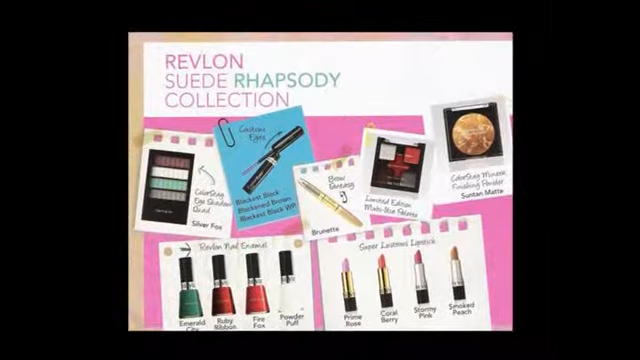 REVLON
SUEDE RHAPSODY
COLLECTION
ColorStay
Eye Shadow
Quad
Silver Fox
Custom
Eyes
Blackest Black
Blackened Brown
Blackest Black WP
Brow
Fantasy
Brunette
Limited Edition
Multi-Use Palette
ColorStay Mineral
Finishing Powder
Suntan Matte
Revlon Nail Enamel
Emerald
City
Ruby
Ribbon
Fire
Fox
Powder
Puff
Super Lustrous Lipstick
Prime
Rose
Coral
Berry
Stormy
Pink
Smoked
Peach